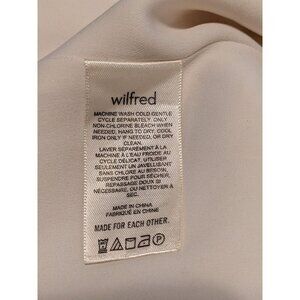 wilfred
MACHINE WASH COLD GENTLE
CYCLE SEPARATELY. ONLY
NON-CHLORINE BLEACH WHEN
NEEDED, HANG TO DRY, COOL
IRON ONLY IF NEEDED, OR DRY
CLEAN.
LAVER SÉPARÉMENT À LA
MACHINE À L'EAU FROIDE AU
CYCLE DÉLICAT, UTILISER
SEULEMENT UN JAVELLISANT
SANS CHLORE AU BESOIN,
SUSPENDRE POUR SÉCHER,
REPASSAGE DOUX SI
NÉCESSAIRE, OU NETTOYER À
SEC.
MADE IN CHINA
FABRIQUÉ EN CHINE
MADE FOR EACH OTHER.